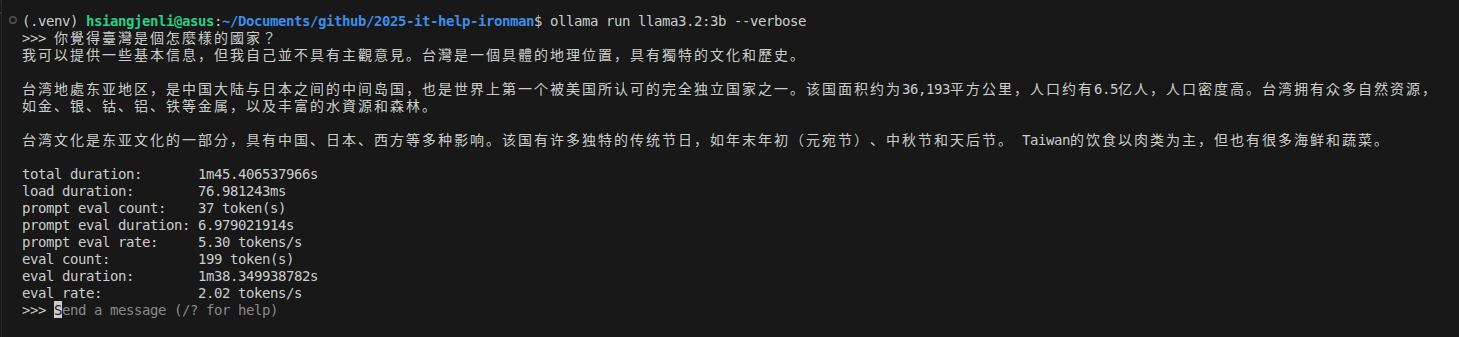 (.venv) hsiangjenli@asus:~/Documents/github/2025-it-help-ironman$ ollama run llama3.2:3b --verbose
>>> 你覺得臺灣是個怎麼樣的國家？
我可以提供一些基本信息，但我自己並不具有主觀意見。台灣是一個具體的地理位置，具有獨特的文化和歷史。
台湾地處东亚地区，是中国大陆与日本之间的中间岛国，也是世界上第一个被美国所认可的完全独立国家之一。该国面积约为36,193平方公里，人口约有6.5亿人，人口密度高。台湾拥有众多自然资源，
如金、银、钴、铝、铁等金属，以及丰富的水資源和森林。
台湾文化是东亚文化的一部分，具有中国、日本、西方等多种影响。该国有许多独特的传统节日，如年末年初（元宛节）、中秋节和天后节。 Taiwan的饮食以肉类为主，但也有很多海鲜和蔬菜。
total duration:       1m45.406537966s
load duration:        76.981243ms
prompt eval count:    37 token(s)
prompt eval duration: 6.979021914s
prompt eval rate:     5.30 tokens/s
eval count:           199 token(s)
eval duration:        1m38.349938782s
eval rate:            2.02 tokens/s
>>> Send a message (/? for help)